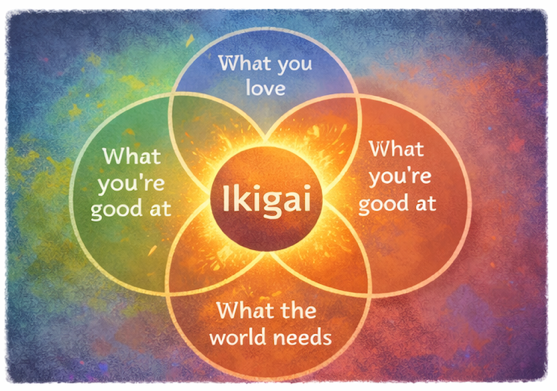 What you
love
What
you're
good at
Ikigai
What
you're
good at
What the
world needs